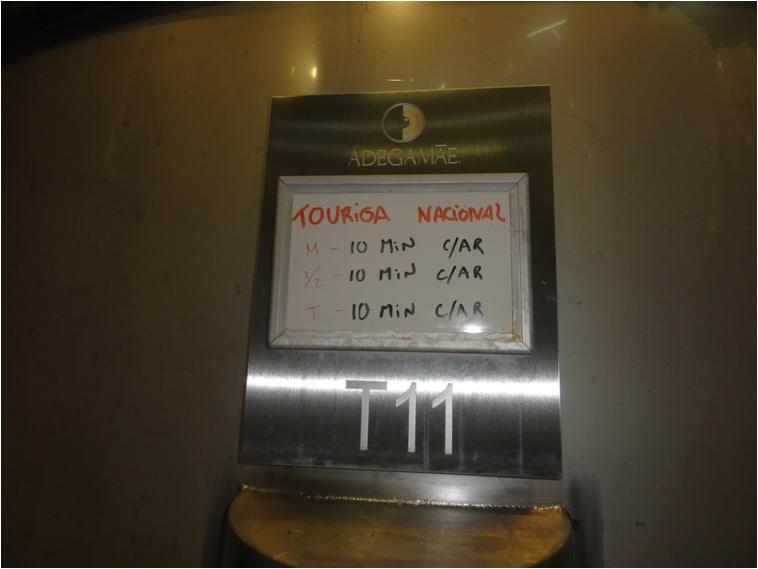 ADEGAMÃE.
TOURIGA NACIONAL
M - 10 MIN C/AR
1/2 - 10 MIN C/AR
T - 10 MIN C/AR
T11